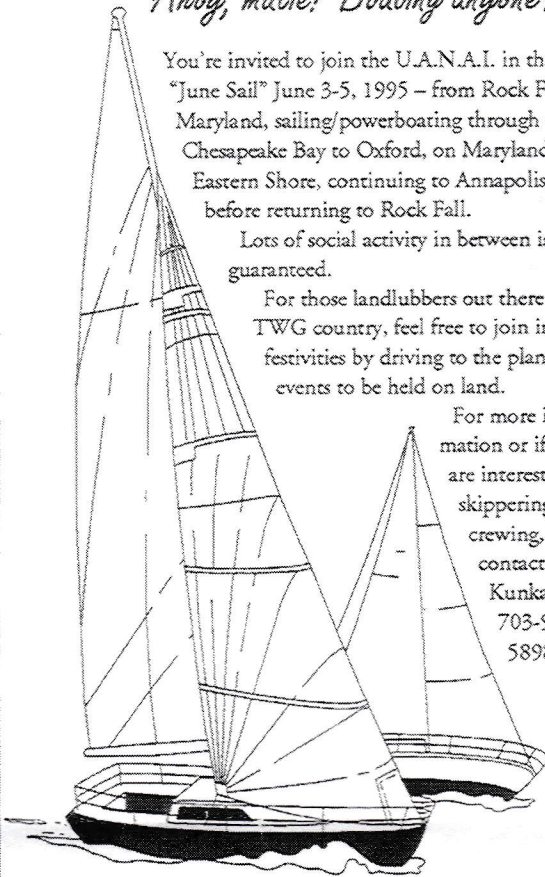 Ahoy, matie! Boating anyone?
You're invited to join the U.A.N.A.I. in th
"June Sail" June 3-5, 1995 – from Rock F
Maryland, sailing/powerboating through
Chesapeake Bay to Oxford, on Maryland
Eastern Shore, continuing to Annapolis
before returning to Rock Fall.
Lots of social activity in between is
guaranteed.
For those landlubbers out there
TWG country, feel free to join in
festivities by driving to the plan
events to be held on land.
For more i
mation or if
are interest
skippering
crewing,
contact
Kunka
703-9
5898